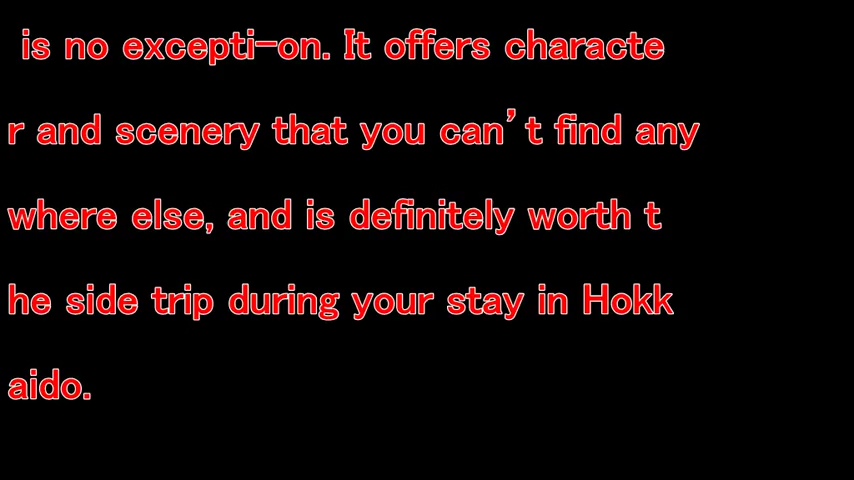 is no excepti-on. It offers characte
r and scenery that you can't find any
where else, and is definitely worth t
he side trip during your stay in Hokk
aido.